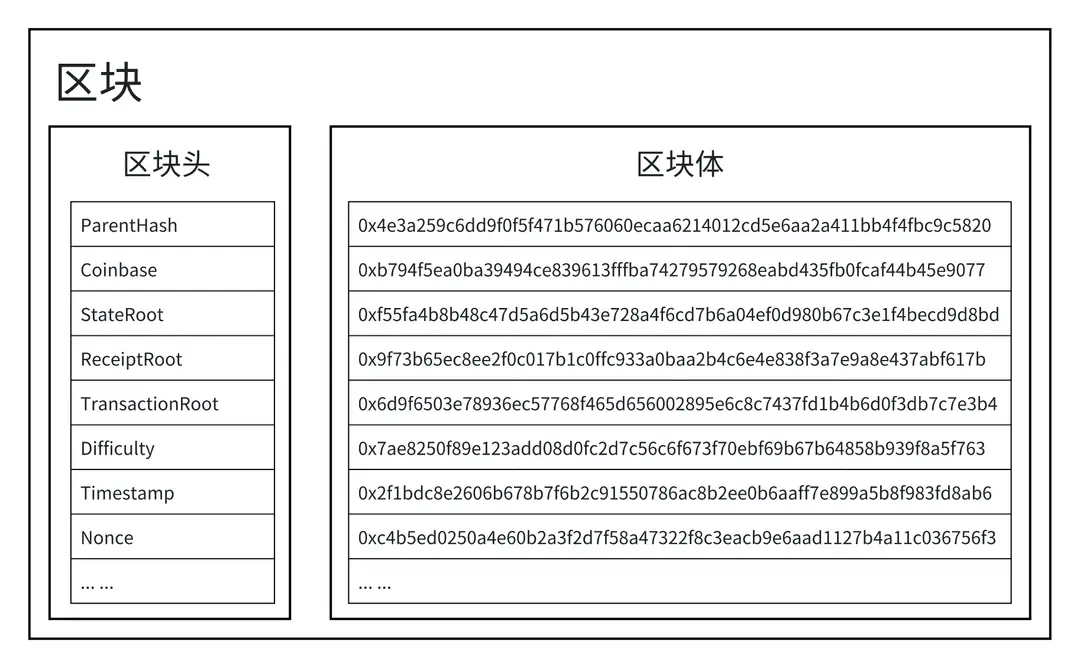 区块
区块头
ParentHash
Coinbase
StateRoot
ReceiptRoot
TransactionRoot
Difficulty
Timestamp
Nonce
... ...
区块体
0x4e3a259c6dd9f0f5f471b576060ecaa6214012cd5e6aa2a411bb4f4fbc9c5820
0xb794f5ea0ba39494ce839613fffba74279579268eabd435fb0fcaf44b45e9077
0xf55fa4b8b48c47d5a6d5b43e728a4f6cd7b6a04ef0d980b67c3e1f4becd9d8bd
0x9f73b65ec8ee2f0c017b1c0ffc933a0baa2b4c6e4e838f3a7e9a8e437abf617b
0x6d9f6503e78936ec57768f465d656002895e6c8c7437fd1b4b6d0f3db7c7e3b4
0x7ae8250f89e123add08d0fc2d7c56c6f673f70ebf69b67b64858b939f8a5f763
0x2f1bdc8e2606b678b7f6b2c91550786ac8b2ee0b6aaff7e899a5b8f983fd8ab6
0xc4b5ed0250a4e60b2a3f2d7f58a47322f8c3eacb9e6aad1127b4a11c036756f3
... ...